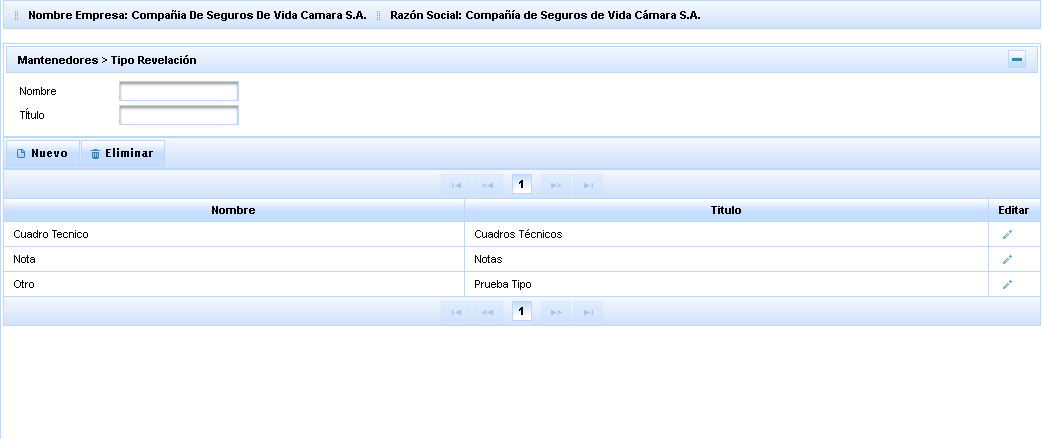 Nombre Empresa: Compañia De Seguros De Vida Camara S.A. Razón Social: Compañía de Seguros de Vida Cámara S.A.
Mantenedores > Tipo Revelación
Nombre
Título
Nuevo Eliminar
1
Nombre Titulo Editar
Cuadro Tecnico Cuadros Técnicos
Nota Notas
Otro Prueba Tipo
1